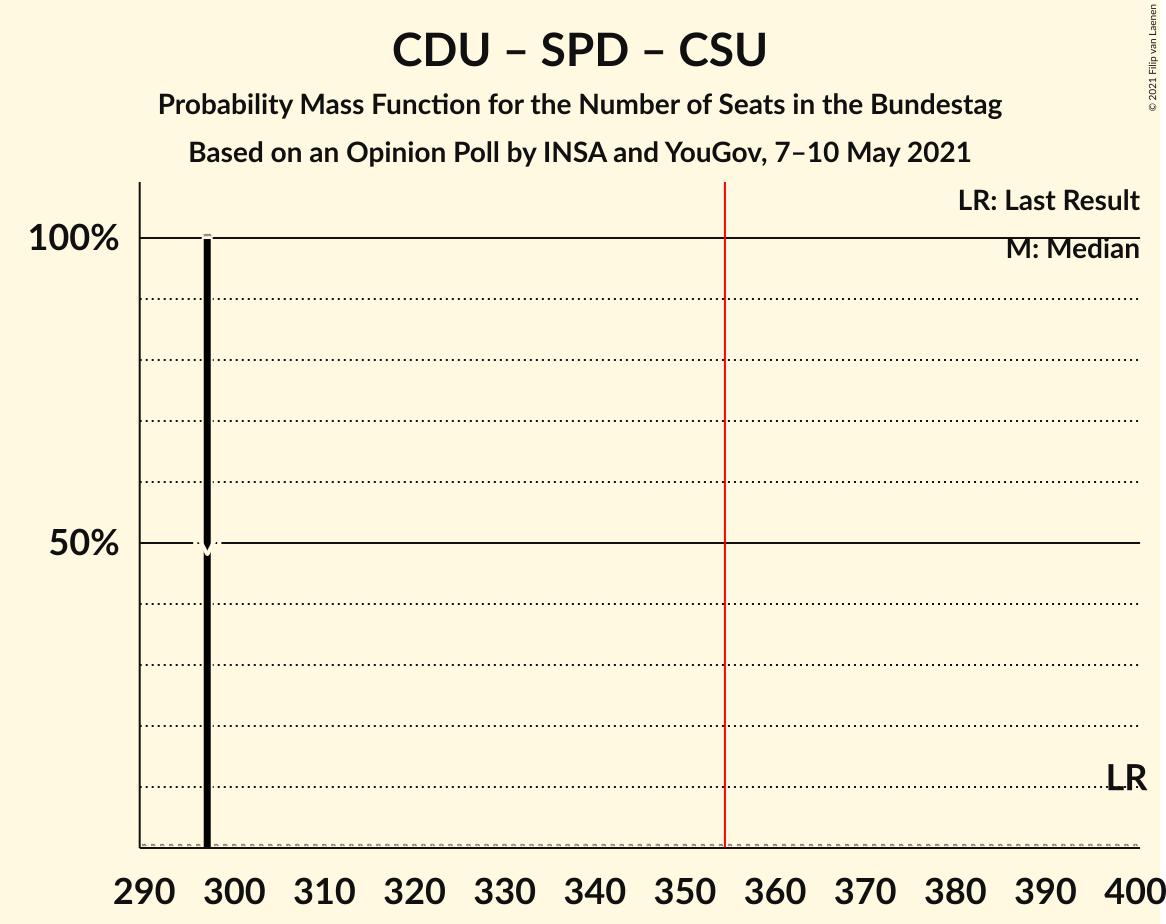 CDU – SPD – CSU
Probability Mass Function for the Number of Seats in the Bundestag
Based on an Opinion Poll by INSA and YouGov, 7–10 May 2021
© 2021 Filip van Laenen
LR: Last Result
M: Median
100%
50%
LR
290 300 310 320 330 340 350 360 370 380 390 400